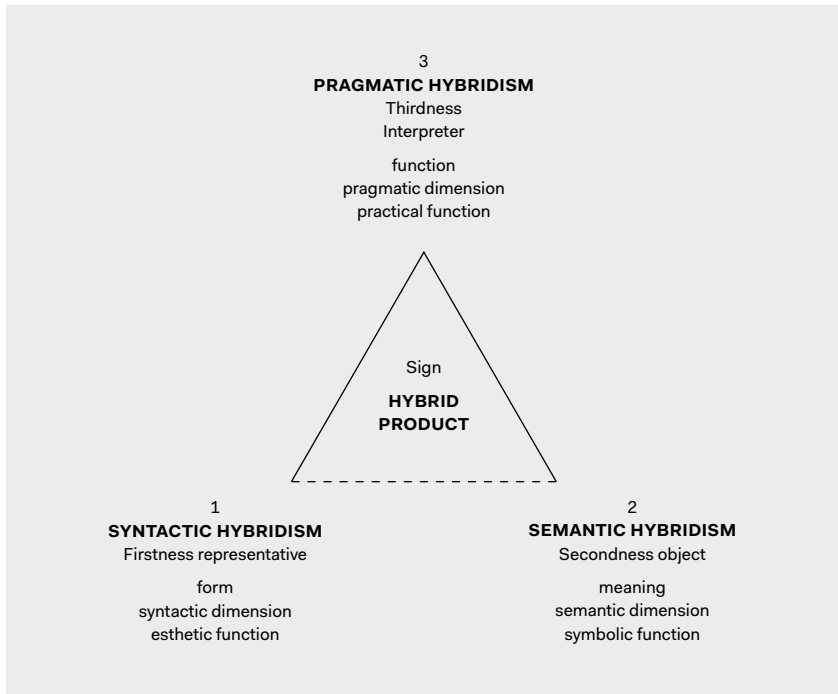 3
PRAGMATIC HYBRIDISM
Thirdness
Interpreter
function
pragmatic dimension
practical function
Sign
HYBRID
PRODUCT
1
SYNTACTIC HYBRIDISM
Firstness representative
form
syntactic dimension
esthetic function
2
SEMANTIC HYBRIDISM
Secondness object
meaning
semantic dimension
symbolic function